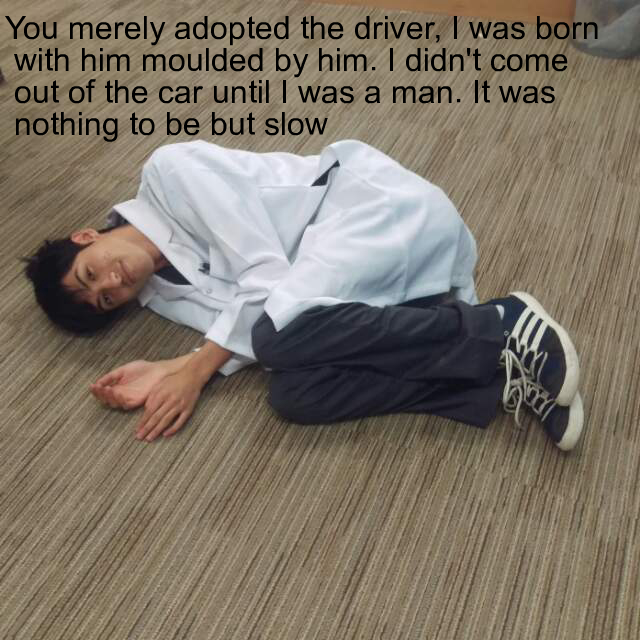 You merely adopted the driver, I was born
with him moulded by him. I didn't come
out of the car until I was a man. It was
nothing to be but slow